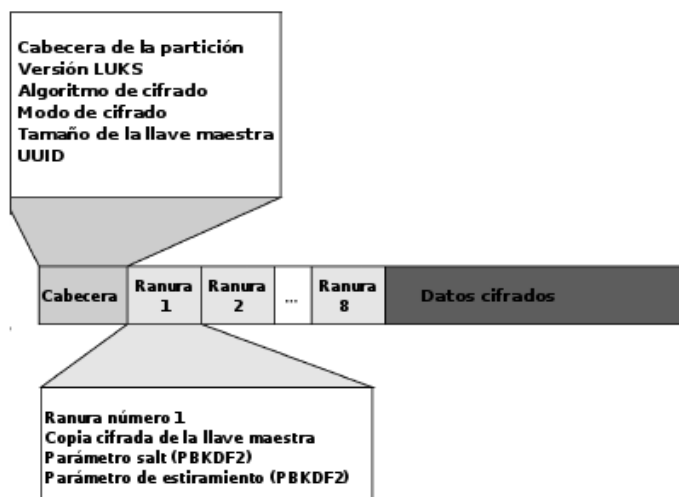 Cabecera de la partición
Versión LUKS
Algoritmo de cifrado
Modo de cifrado
Tamaño de la llave maestra
UUID
Cabecera
Ranura
1
Ranura
2
...
Ranura
8
Datos cifrados
Ranura número 1
Copia cifrada de la llave maestra
Parámetro salt (PBKDF2)
Parámetro de estiramiento (PBKDF2)